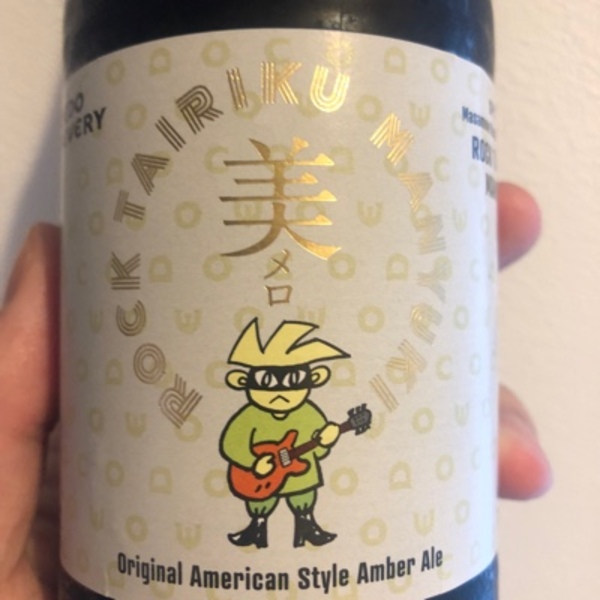 ROCK TAIRIKU MANYUKI
美
メロ
Original American Style Amber Ale